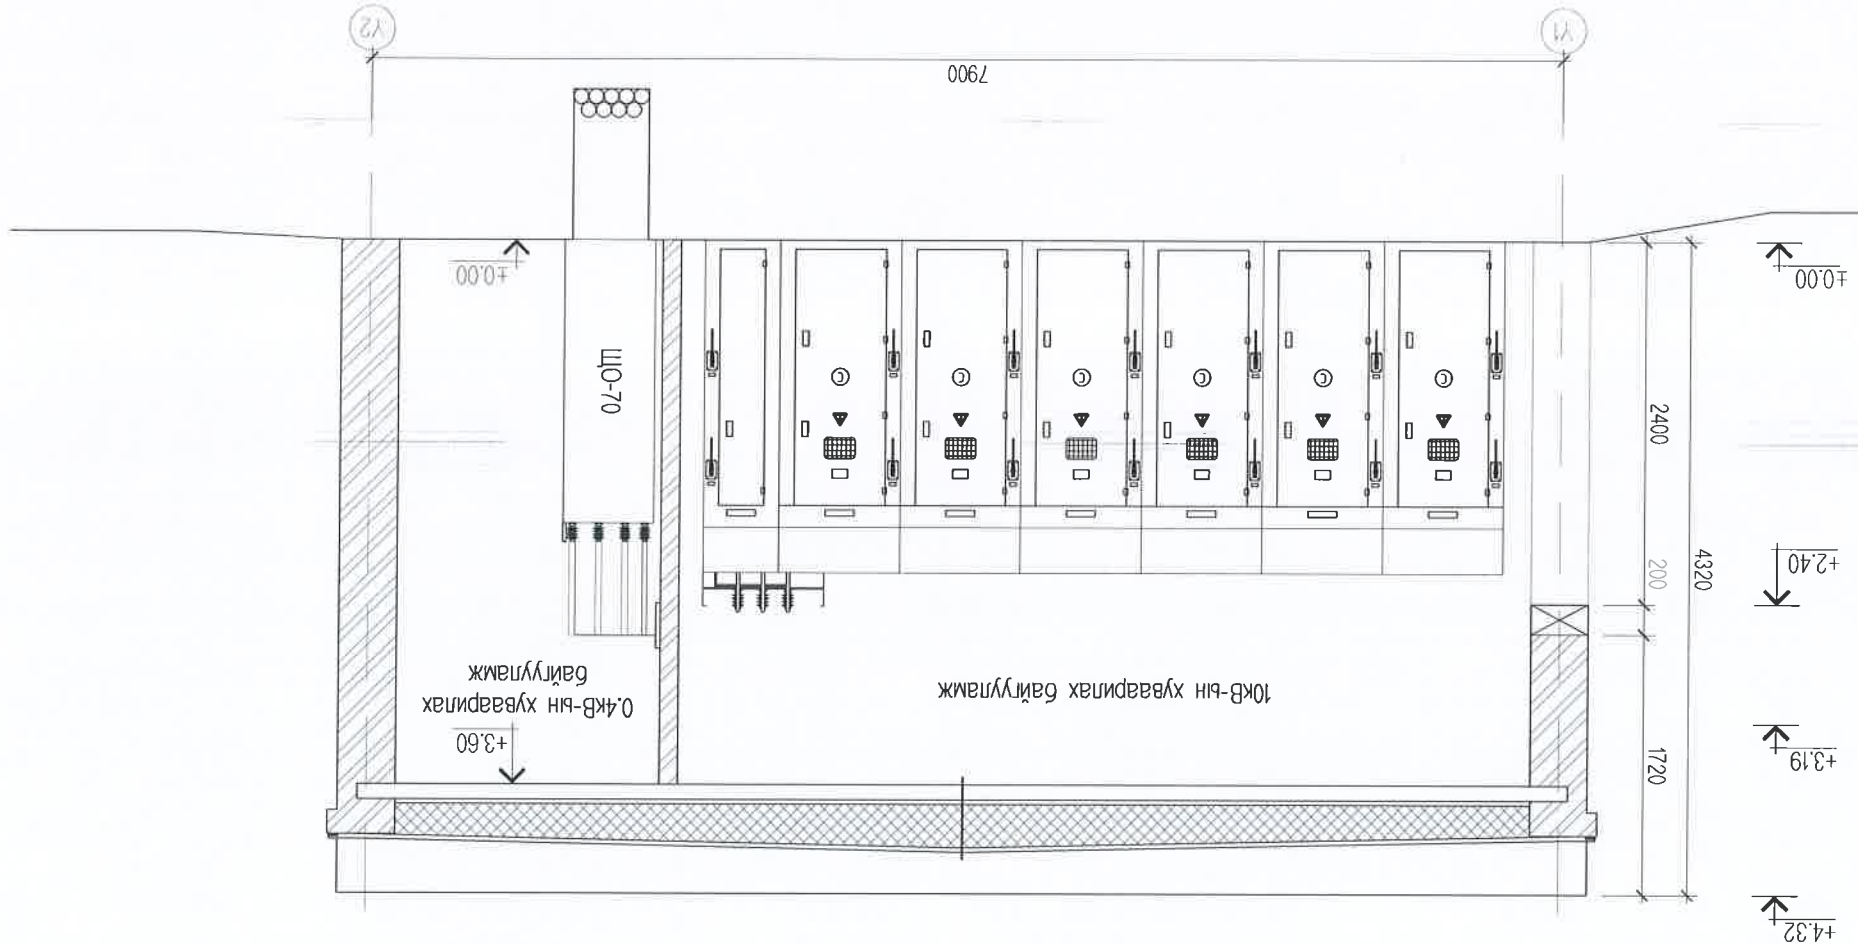 +4.32
+3.19
1720
+3.60
0.4кВ-ын хуваарилах
байгууламж
10кВ-ын хуваарилах байгууламж
+2.40
200
4320
2400
C C C C C C
ЩО-70
±0.00
±0.00
7900
Y1
Y2